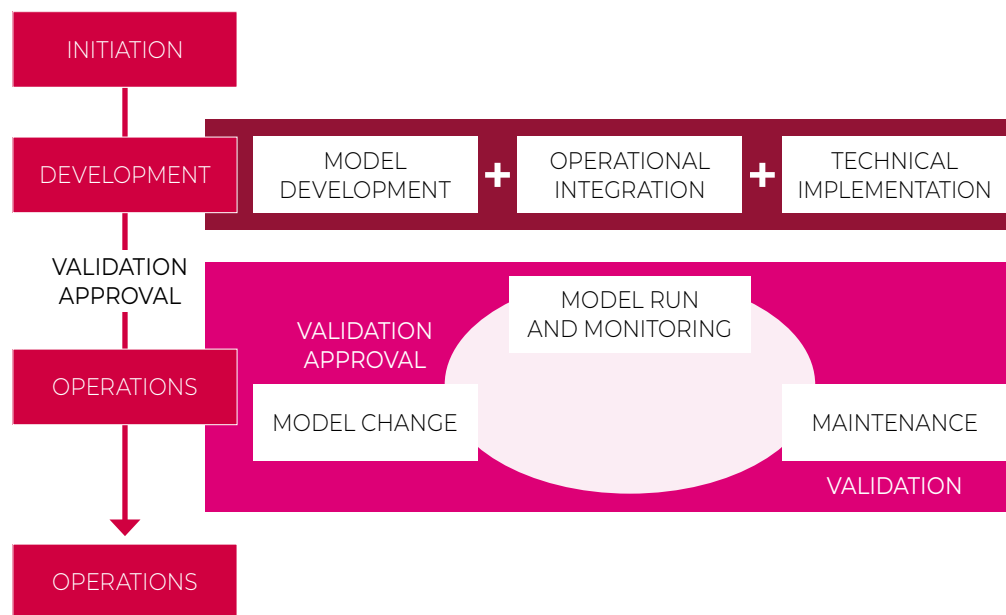 INITIATION
DEVELOPMENT
MODEL
DEVELOPMENT
+
OPERATIONAL
INTEGRATION
+
TECHNICAL
IMPLEMENTATION
VALIDATION
APPROVAL
OPERATIONS
MODEL RUN
AND MONITORING
VALIDATION
APPROVAL
MODEL CHANGE
MAINTENANCE
VALIDATION
OPERATIONS